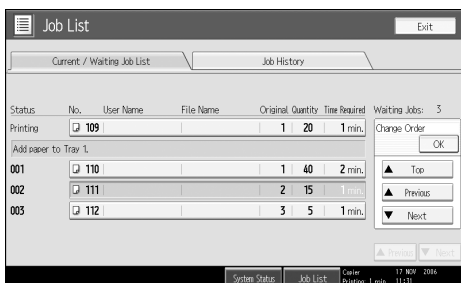 Job List
Exit
Current / Waiting Job List
Job History
Status No. User Name File Name Original Quantity Time Required Waiting Jobs: 3
Printing 109 1 20 1 min.
Change Order
OK
Add paper to Tray 1.
001 110 1 40 2 min.
▲ Top
002 111 2 15 1 min.
▲ Previous
003 112 3 5 1 min.
▼ Next
▲ Previous ▼ Next
System Status Job List Copier 17 NOV 2006
Printing 1 min 11:31